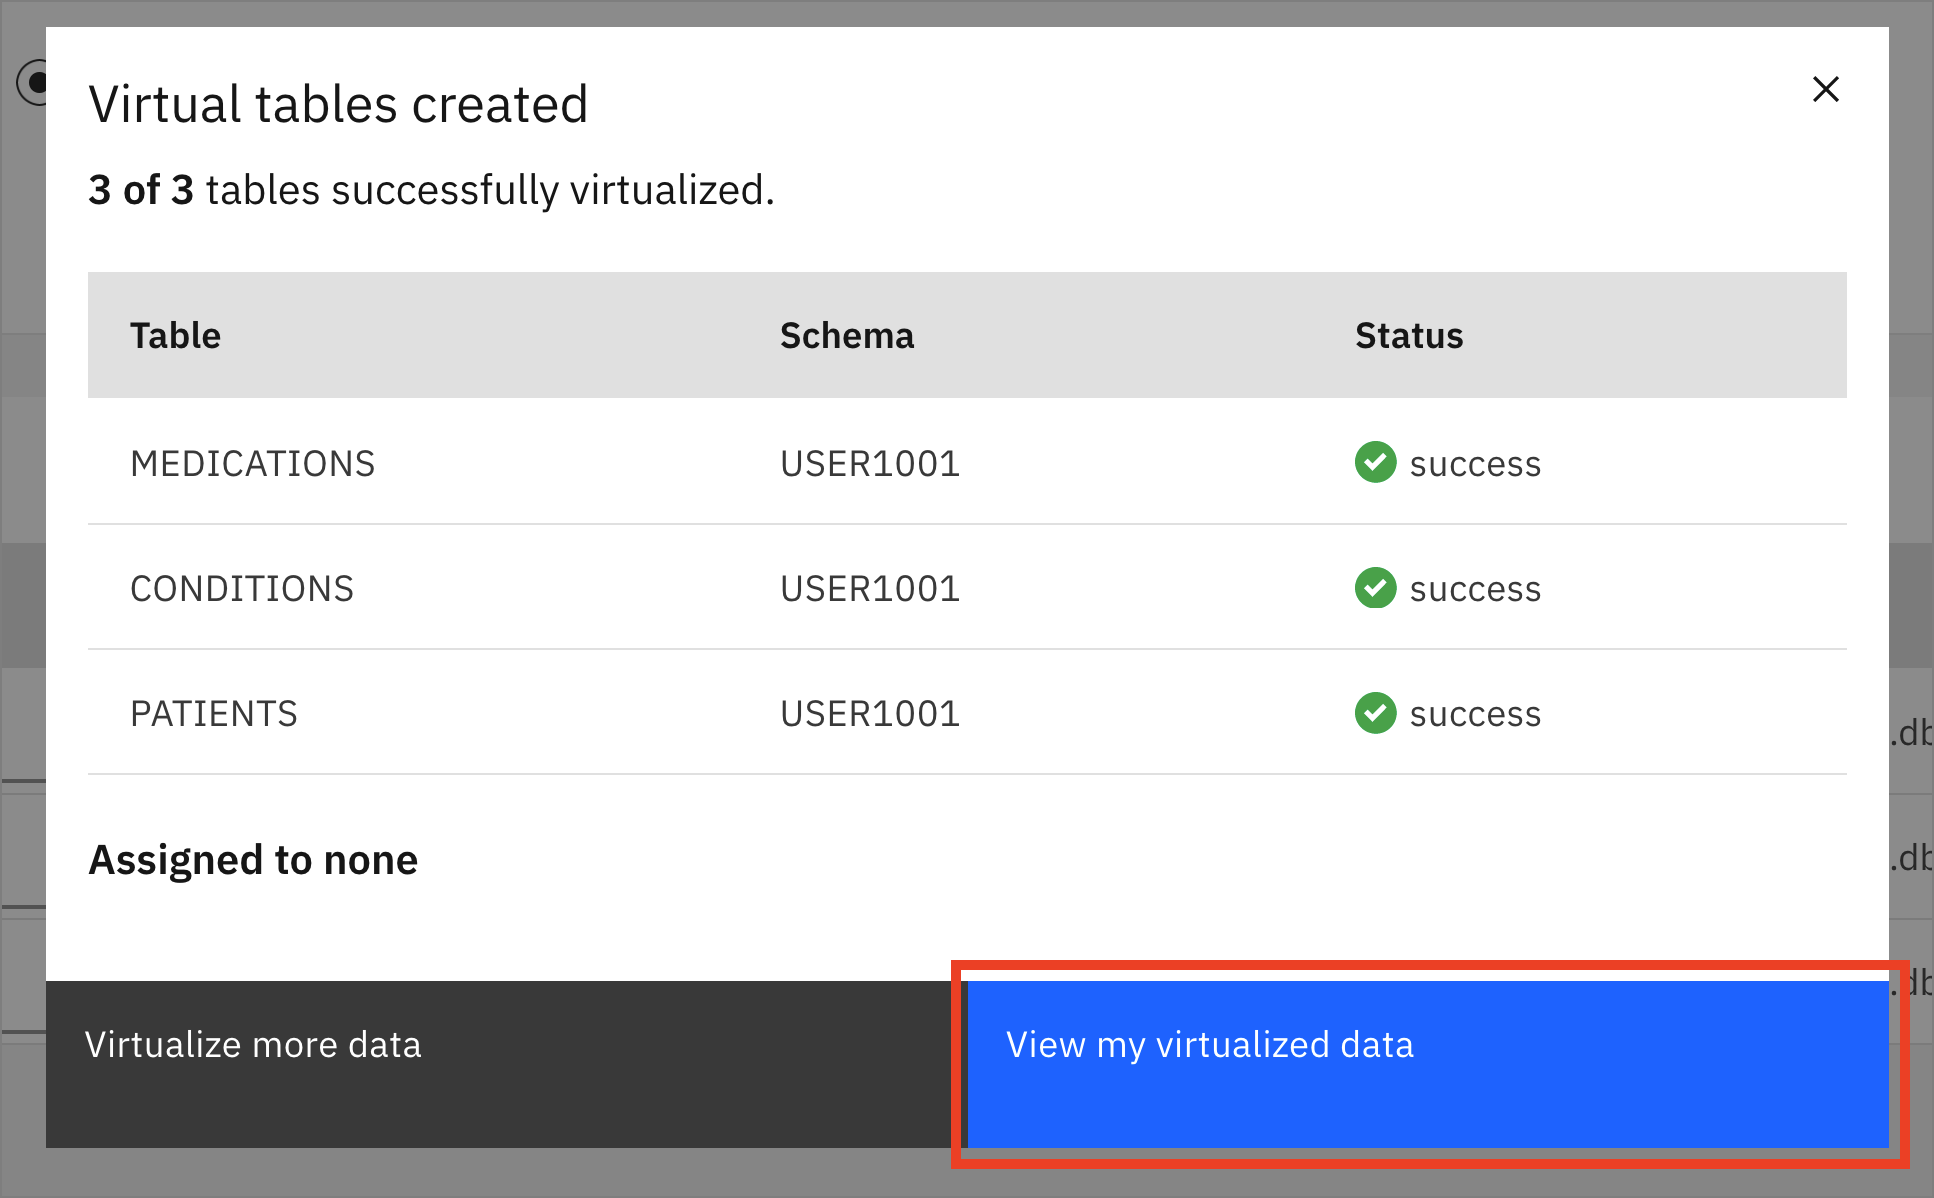 Virtual tables created
3 of 3 tables successfully virtualized.
Table Schema Status
MEDICATIONS USER1001 success
CONDITIONS USER1001 success
PATIENTS USER1001 success
.db
.db
.db
Assigned to none
Virtualize more data
View my virtualized data